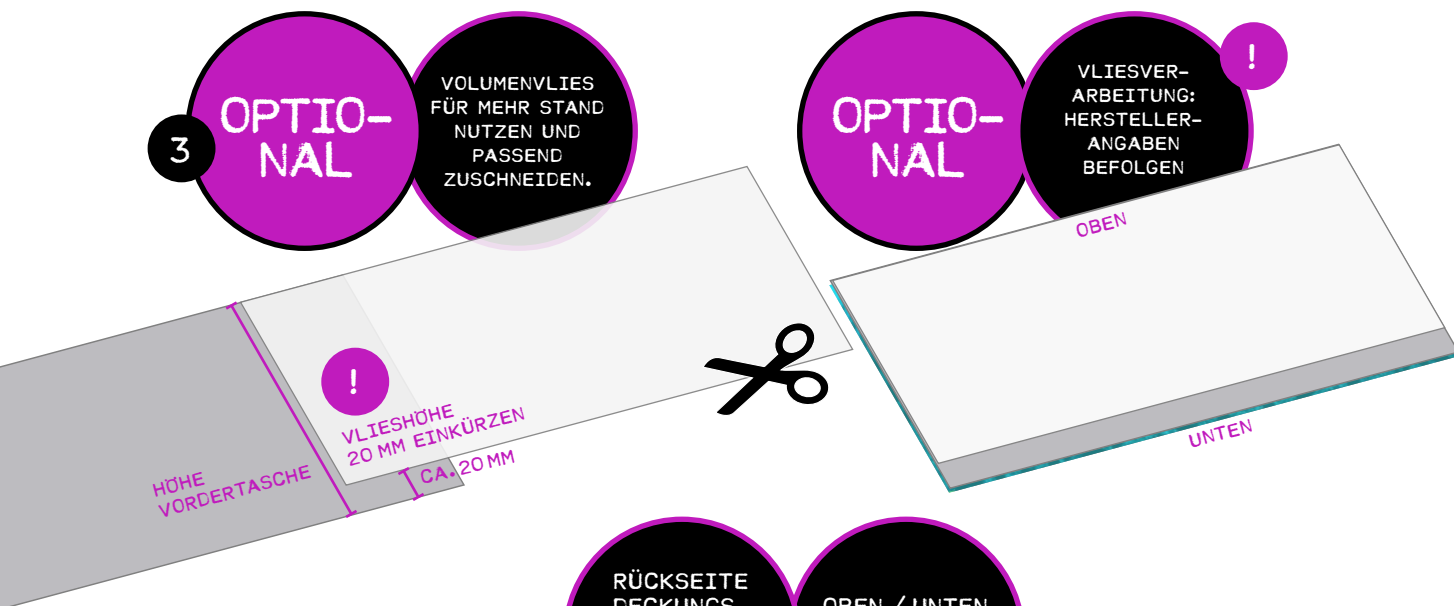 3
OPTIO-
NAL
VOLUMENVLIES
FÜR MEHR STAND
NUTZEN UND
PASSEND
ZUSCHNEIDEN.
OPTIO-
NAL
VLIESVER-
ARBEITUNG:
HERSTELLER-
ANGABEN
BEFOLGEN
!
OBEN
!
VLIESHÖHE
20 MM EINKÜRZEN
CA. 20 MM
HÖHE
VORDERTASCHE
UNTEN
RÜCKSEITE
DECKUNGS-
OBEN / UNTEN